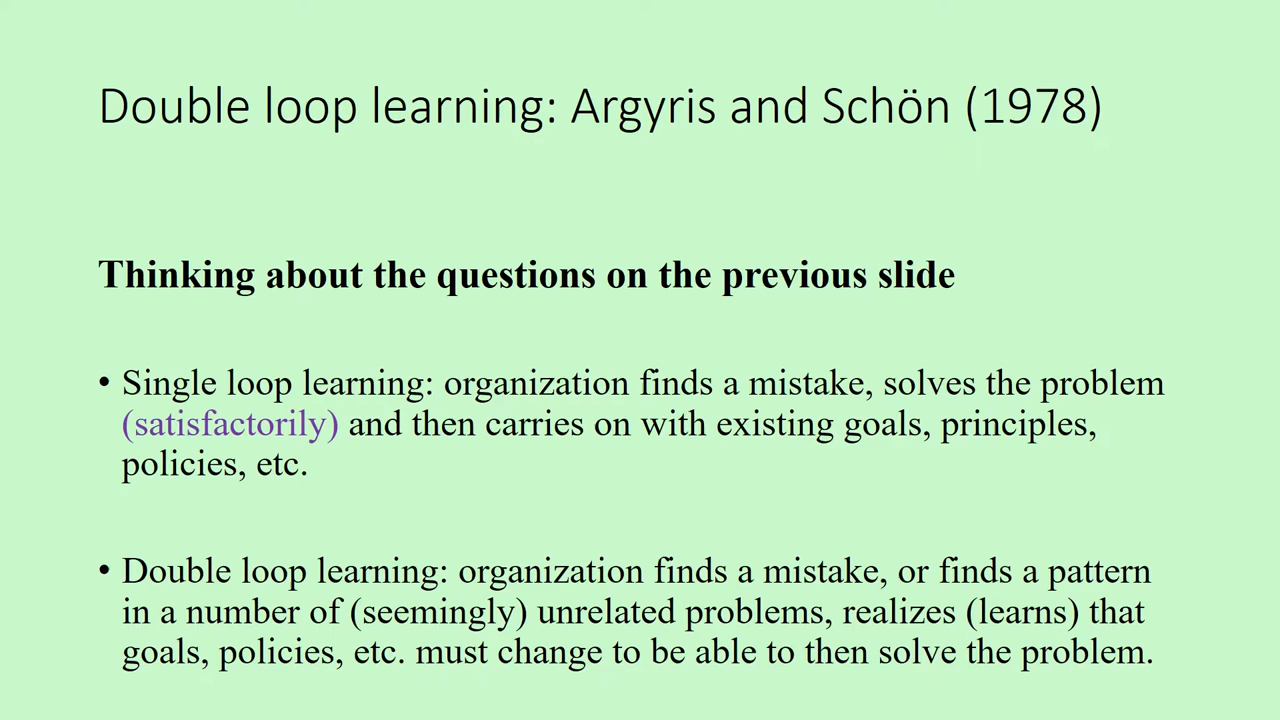 Double loop learning: Argyris and Schön (1978)
Thinking about the questions on the previous slide
• Single loop learning: organization finds a mistake, solves the problem
(satisfactorily) and then carries on with existing goals, principles,
policies, etc.
• Double loop learning: organization finds a mistake, or finds a pattern
in a number of (seemingly) unrelated problems, realizes (learns) that
goals, policies, etc. must change to be able to then solve the problem.